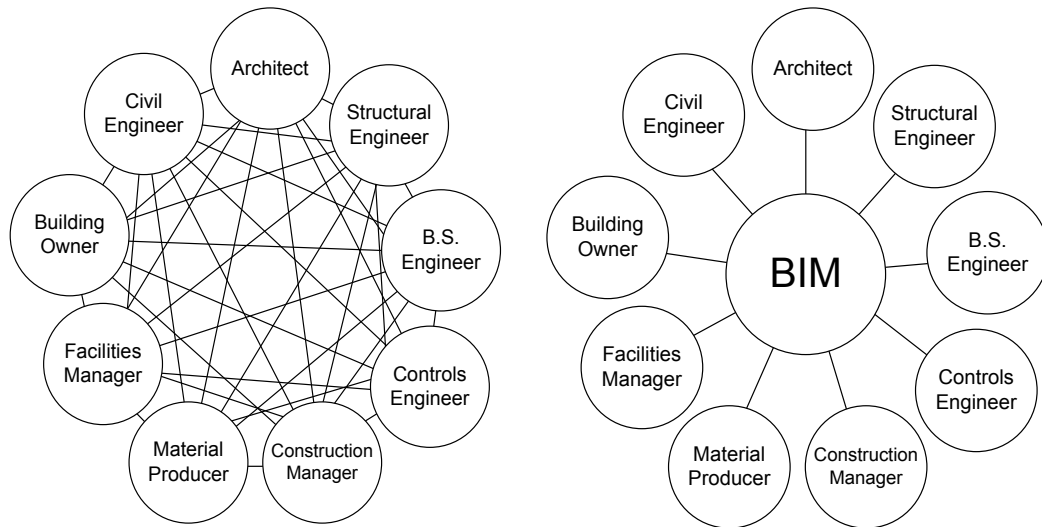 Architect
Civil
Engineer
Structural
Engineer
Building
Owner
B.S.
Engineer
Facilities
Manager
Controls
Engineer
Material
Producer
Construction
Manager
Architect
Civil
Engineer
Structural
Engineer
Building
Owner
BIM
B.S.
Engineer
Facilities
Manager
Controls
Engineer
Material
Producer
Construction
Manager